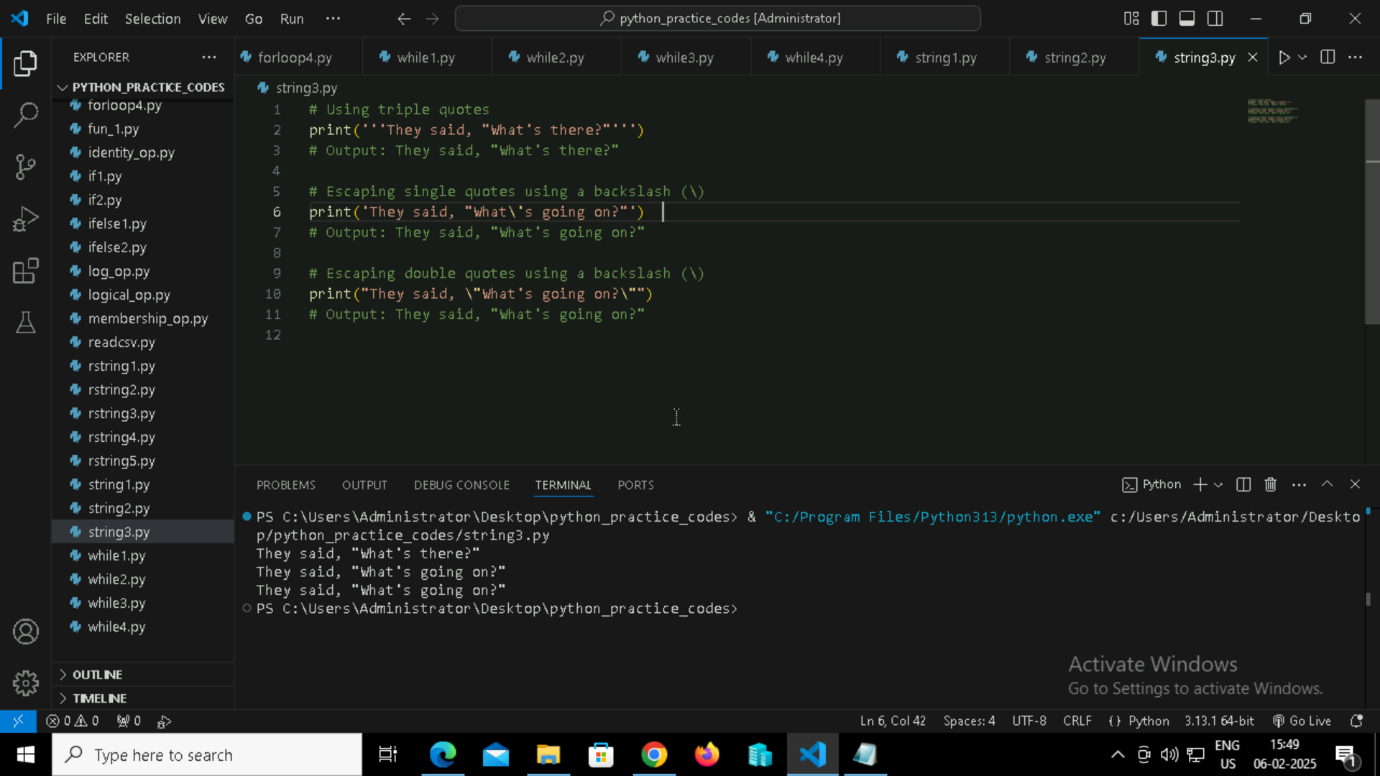 File Edit Selection View Go Run ··· python_practice_codes [Administrator]
EXPLORER ···
PYTHON_PRACTICE_CODES
forloop4.py
fun_1.py
identity_op.py
if1.py
if2.py
ifelse1.py
ifelse2.py
log_op.py
logical_op.py
membership_op.py
readcsv.py
rstring1.py
rstring2.py
rstring3.py
rstring4.py
rstring5.py
string1.py
string2.py
string3.py
while1.py
while2.py
while3.py
while4.py
OUTLINE
TIMELINE
forloop4.py while1.py while2.py while3.py while4.py string1.py string2.py string3.py
string3.py
1 # Using triple quotes
2 print('''They said, "What's there?"''')
3 # Output: They said, "What's there?"
4
5 # Escaping single quotes using a backslash (\)
6 print('They said, "What\'s going on?"')
7 # Output: They said, "What's going on?"
8
9 # Escaping double quotes using a backslash (\)
10 print("They said, \"What's going on?\"")
11 # Output: They said, "What's going on?"
12
PROBLEMS OUTPUT DEBUG CONSOLE TERMINAL PORTS Python
PS C:\Users\Administrator\Desktop\python_practice_codes> & "C:/Program Files/Python313/python.exe" c:/Users/Administrator/Deskto
p/python_practice_codes/string3.py
They said, "What's there?"
They said, "What's going on?"
They said, "What's going on?"
PS C:\Users\Administrator\Desktop\python_practice_codes>
Activate Windows
Go to Settings to activate Windows.
0 0 0 Ln 6, Col 42 Spaces: 4 UTF-8 CRLF {} Python 3.13.1 64-bit Go Live
Type here to search
ENG
US
15:49
06-02-2025
1